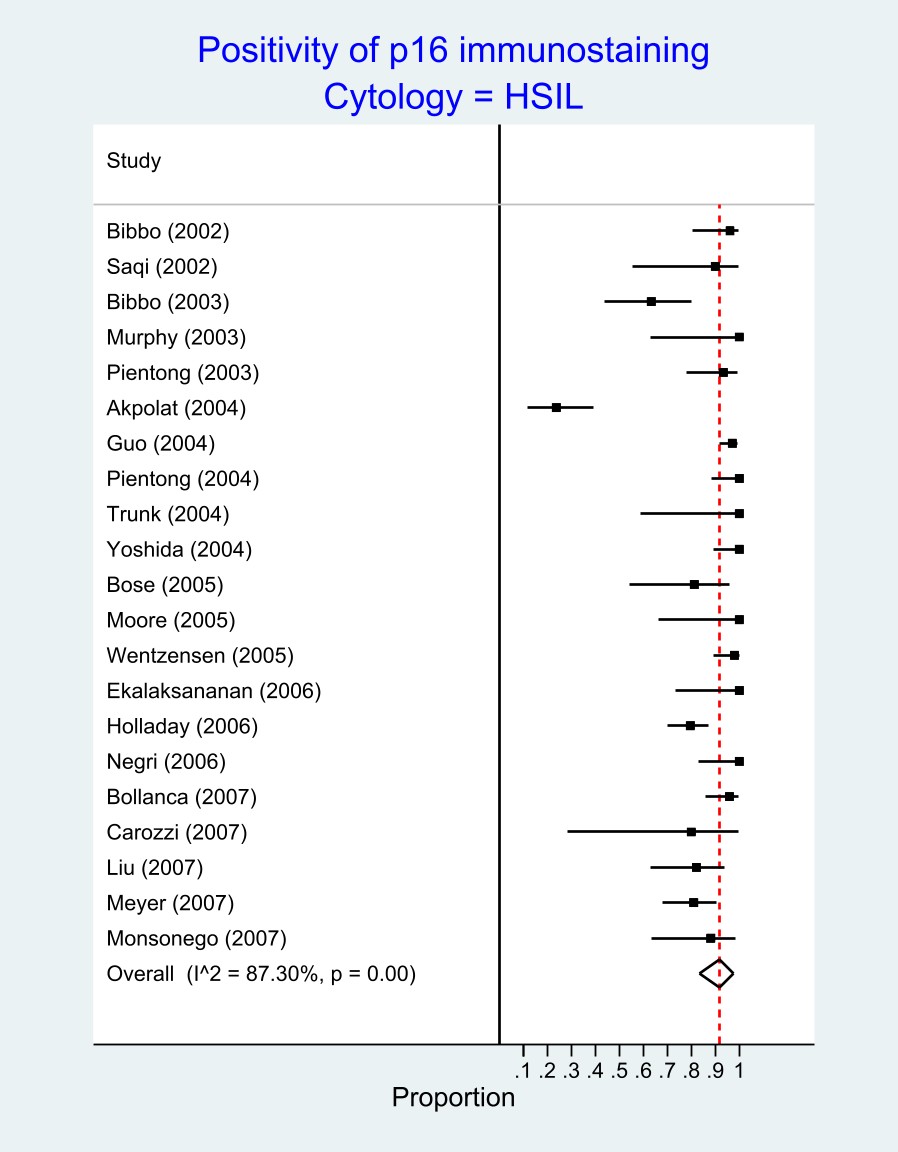 Positivity of p16 immunostaining
Cytology = HSIL
Study
Bibbo (2002)
Saqi (2002)
Bibbo (2003)
Murphy (2003)
Pientong (2003)
Akpolat (2004)
Guo (2004)
Pientong (2004)
Trunk (2004)
Yoshida (2004)
Bose (2005)
Moore (2005)
Wentzensen (2005)
Ekalaksananan (2006)
Holladay (2006)
Negri (2006)
Bollanca (2007)
Carozzi (2007)
Liu (2007)
Meyer (2007)
Monsonego (2007)
Overall  (I^2 = 87.30%, p = 0.00)
.1 .2 .3 .4 .5 .6 .7 .8 .9 1
Proportion